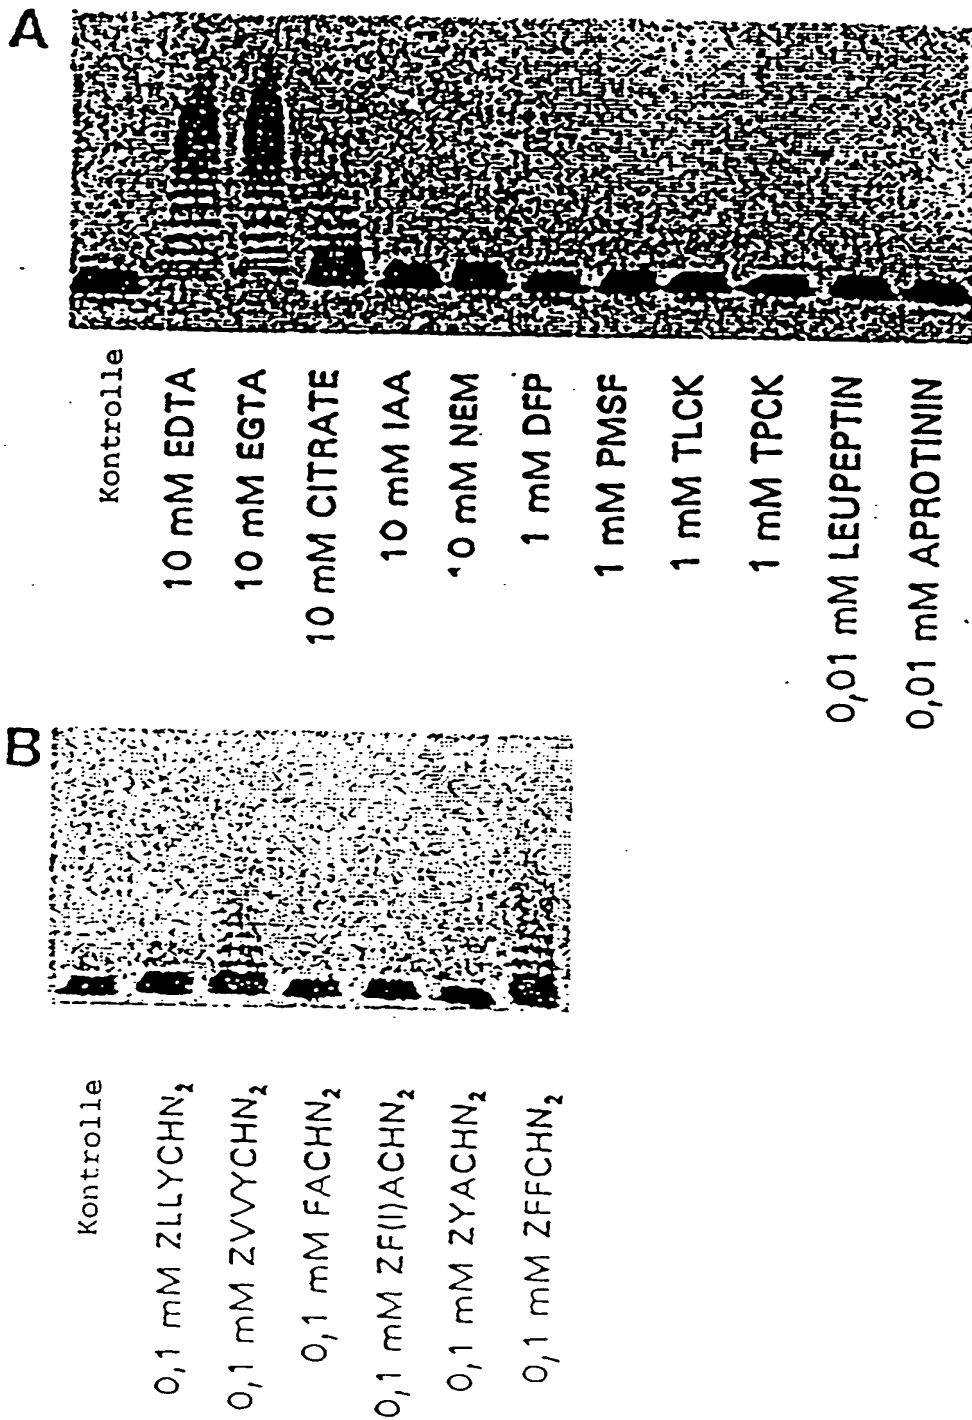 A
Kontrolle
10 mM EDTA
10 mM EGTA
10 mM CITRATE
10 mM IAA
10 mM NEM
1 mM DFP
1 mM PMSF
1 mM TLCK
1 mM TPCK
0,01 mM LEUPEPTIN
0,01 mM APROTININ
B
Kontrolle
0,1 mM ZLLYCHN₂
0,1 mM ZVVYCHN₂
0,1 mM FACHN₂
0,1 mM ZF(I)ACHN₂
0,1 mM ZYACHN₂
0,1 mM ZFFCHN₂